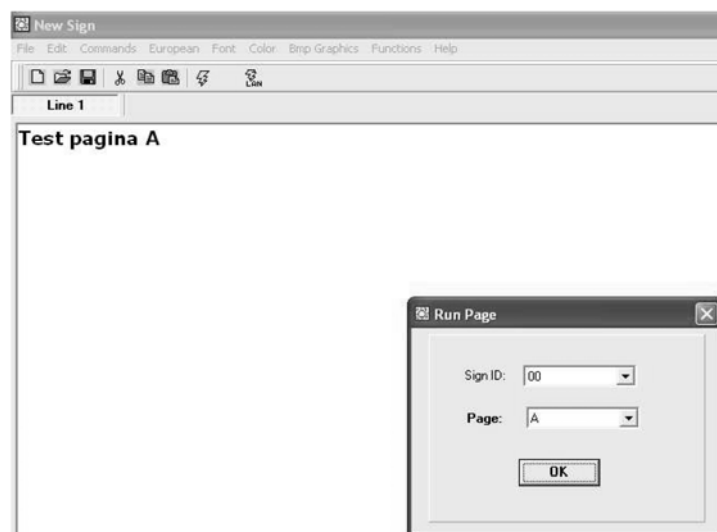 New Sign
File Edit Commands European Font Color Bmp Graphics Functions Help
LAN
Line 1
Test pagina A
Run Page
Sign ID: 00
Page: A
OK